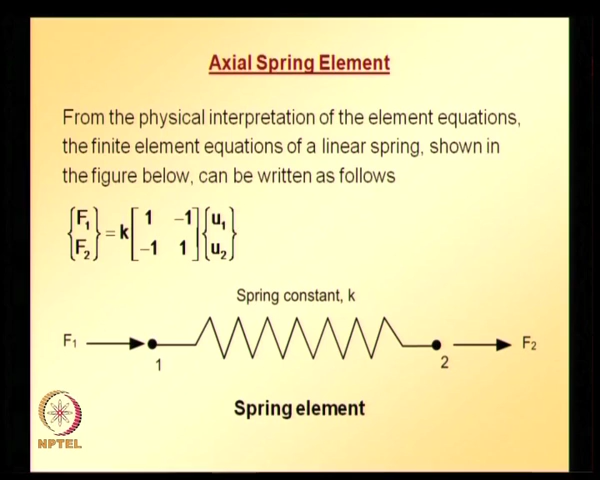 Axial Spring Element
From the physical interpretation of the element equations,
the finite element equations of a linear spring, shown in
the figure below, can be written as follows
{F₁ F₂} = k [1 −1 −1 1] {u₁ u₂}
Spring constant, k
F₁ 1 2 F₂
Spring element
NPTEL